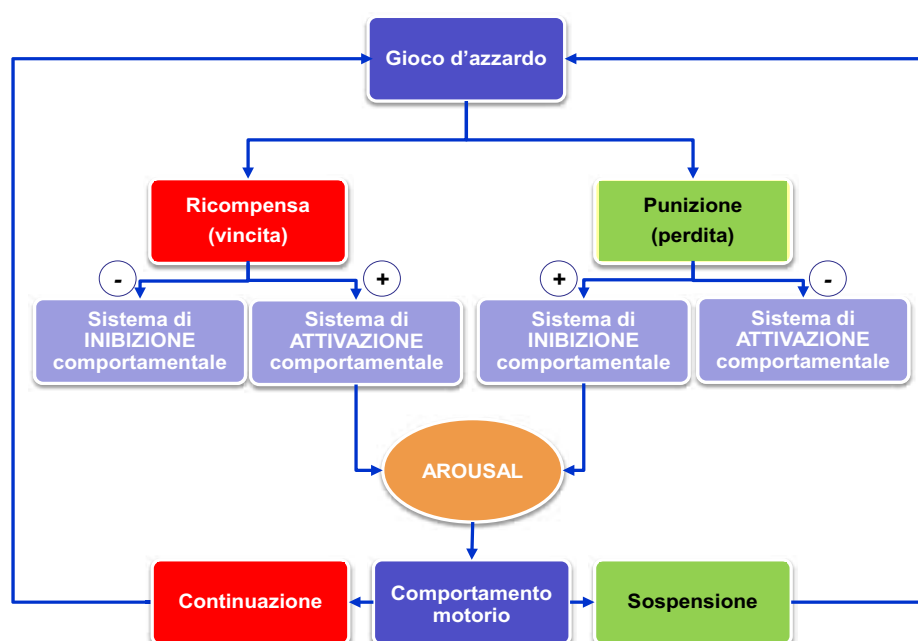 Gioco d’azzardo
Ricompensa
(vincita)
Punizione
(perdita)
-
+
+
-
Sistema di
INIBIZIONE
comportamentale
Sistema di
ATTIVAZIONE
comportamentale
Sistema di
INIBIZIONE
comportamentale
Sistema di
ATTIVAZIONE
comportamentale
AROUSAL
Continuazione
Comportamento
motorio
Sospensione